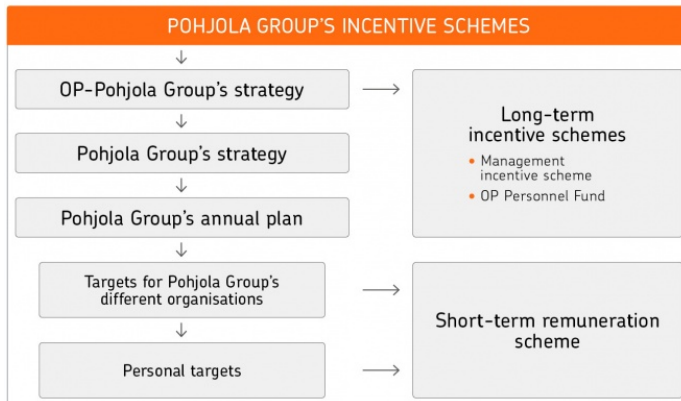 POHJOLA GROUP'S INCENTIVE SCHEMES
OP-Pohjola Group's strategy
Pohjola Group's strategy
Pohjola Group's annual plan
Targets for Pohjola Group's
different organisations
Personal targets
Long-term
incentive schemes
• Management
incentive scheme
• OP Personnel Fund
Short-term remuneration
scheme